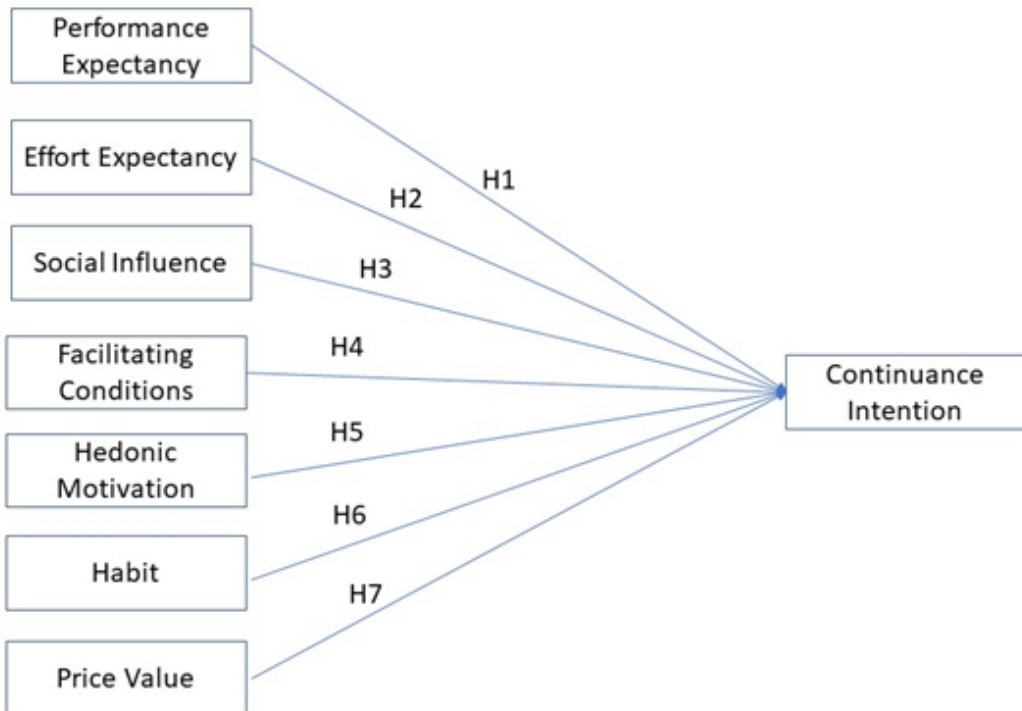 Performance
Expectancy
H1
Effort Expectancy
H2
Social Influence
H3
Facilitating
Conditions
H4
Continuance
Intention
Hedonic
Motivation
H5
Habit
H6
Price Value
H7